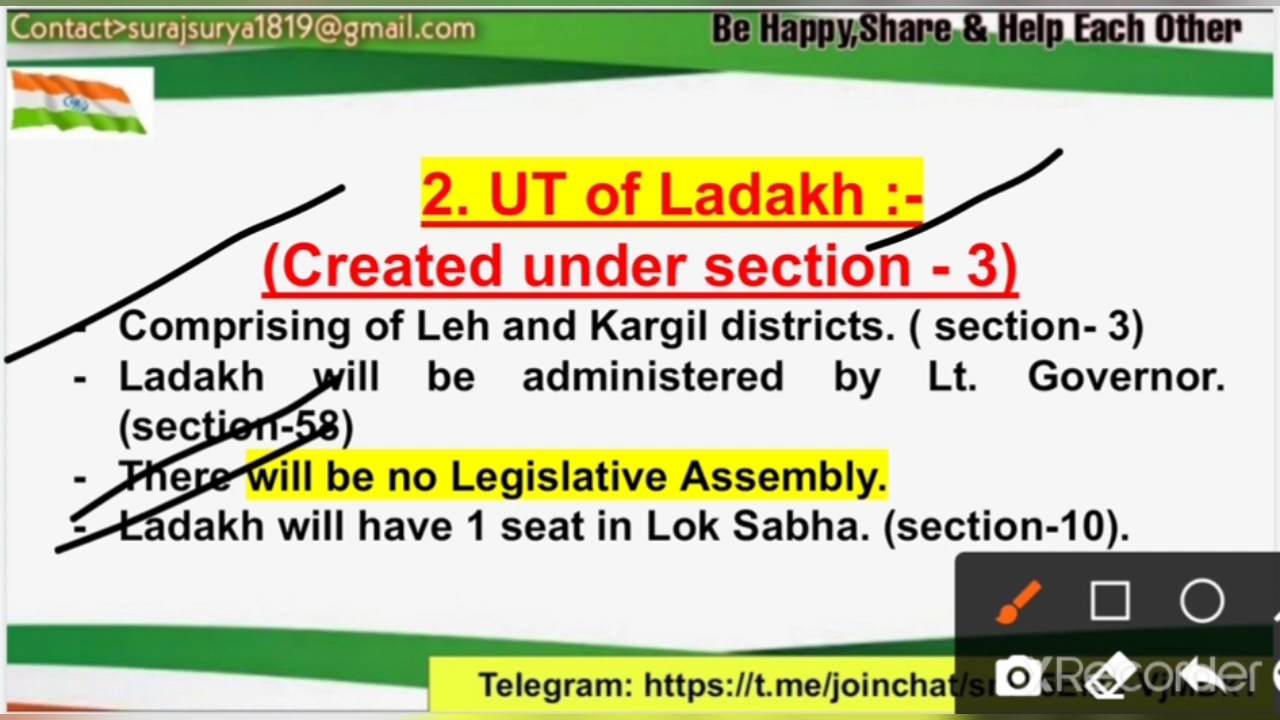 Contact>surajsurya1819@gmail.com
Be Happy,Share & Help Each Other
2. UT of Ladakh :-
(Created under section - 3)
- Comprising of Leh and Kargil districts. ( section- 3)
- Ladakh will be administered by Lt. Governor.
(section-58)
- There will be no Legislative Assembly.
- Ladakh will have 1 seat in Lok Sabha. (section-10).
Telegram: https://t.me/joinchat/
XRecorder